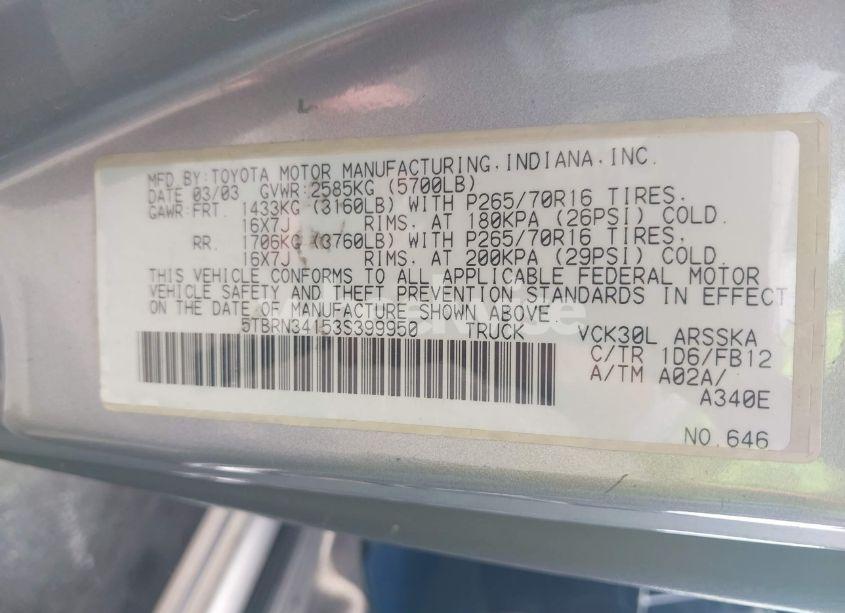 MFD. BY: TOYOTA MOTOR MANUFACTURING, INDIANA, INC.
DATE 03/03 GVWR: 2585KG (5700LB)
GAWR: FRT. 1433KG (3160LB) WITH P265/70R16 TIRES.
16X7J RIMS. AT 180KPA (26PSI) COLD.
RR. 1706KG (3760LB) WITH P265/70R16 TIRES.
16X7J RIMS. AT 200KPA (29PSI) COLD.
THIS VEHICLE CONFORMS TO ALL APPLICABLE FEDERAL MOTOR
VEHICLE SAFETY AND THEFT PREVENTION STANDARDS IN EFFECT
ON THE DATE OF MANUFACTURE SHOWN ABOVE.
5TBRN34153S399950 TRUCK VCK30L ARSSKA
C/TR 1D6/FB12
A/TM A02A/
A340E
NO. 646